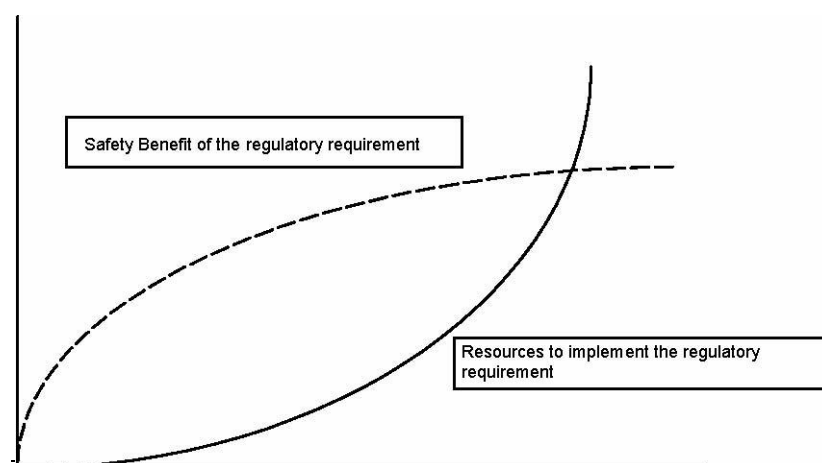 Safety Benefit of the regulatory requirement
Resources to implement the regulatory
requirement